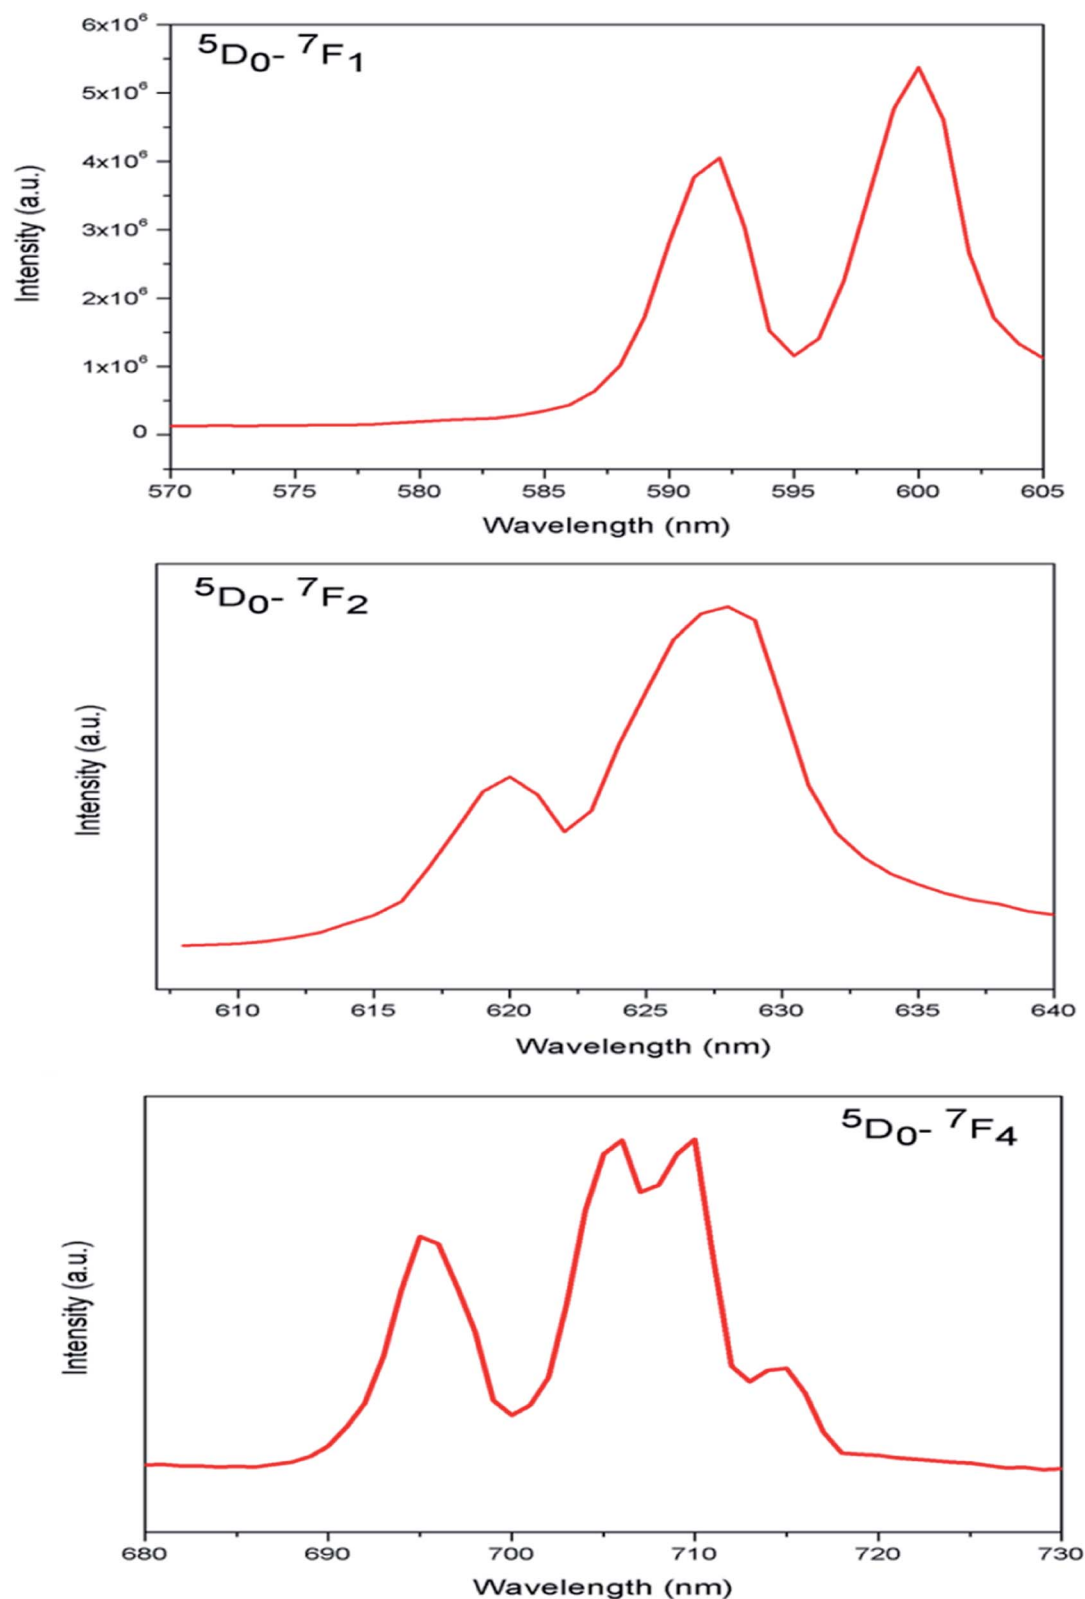 ⁵D₀- ⁷F₁
Intensity (a.u.)
6x10⁶
5x10⁶
4x10⁶
3x10⁶
2x10⁶
1x10⁶
0
570 575 580 585 590 595 600 605
Wavelength (nm)
⁵D₀- ⁷F₂
Intensity (a.u.)
610 615 620 625 630 635 640
Wavelength (nm)
⁵D₀- ⁷F₄
Intensity (a.u.)
680 690 700 710 720 730
Wavelength (nm)